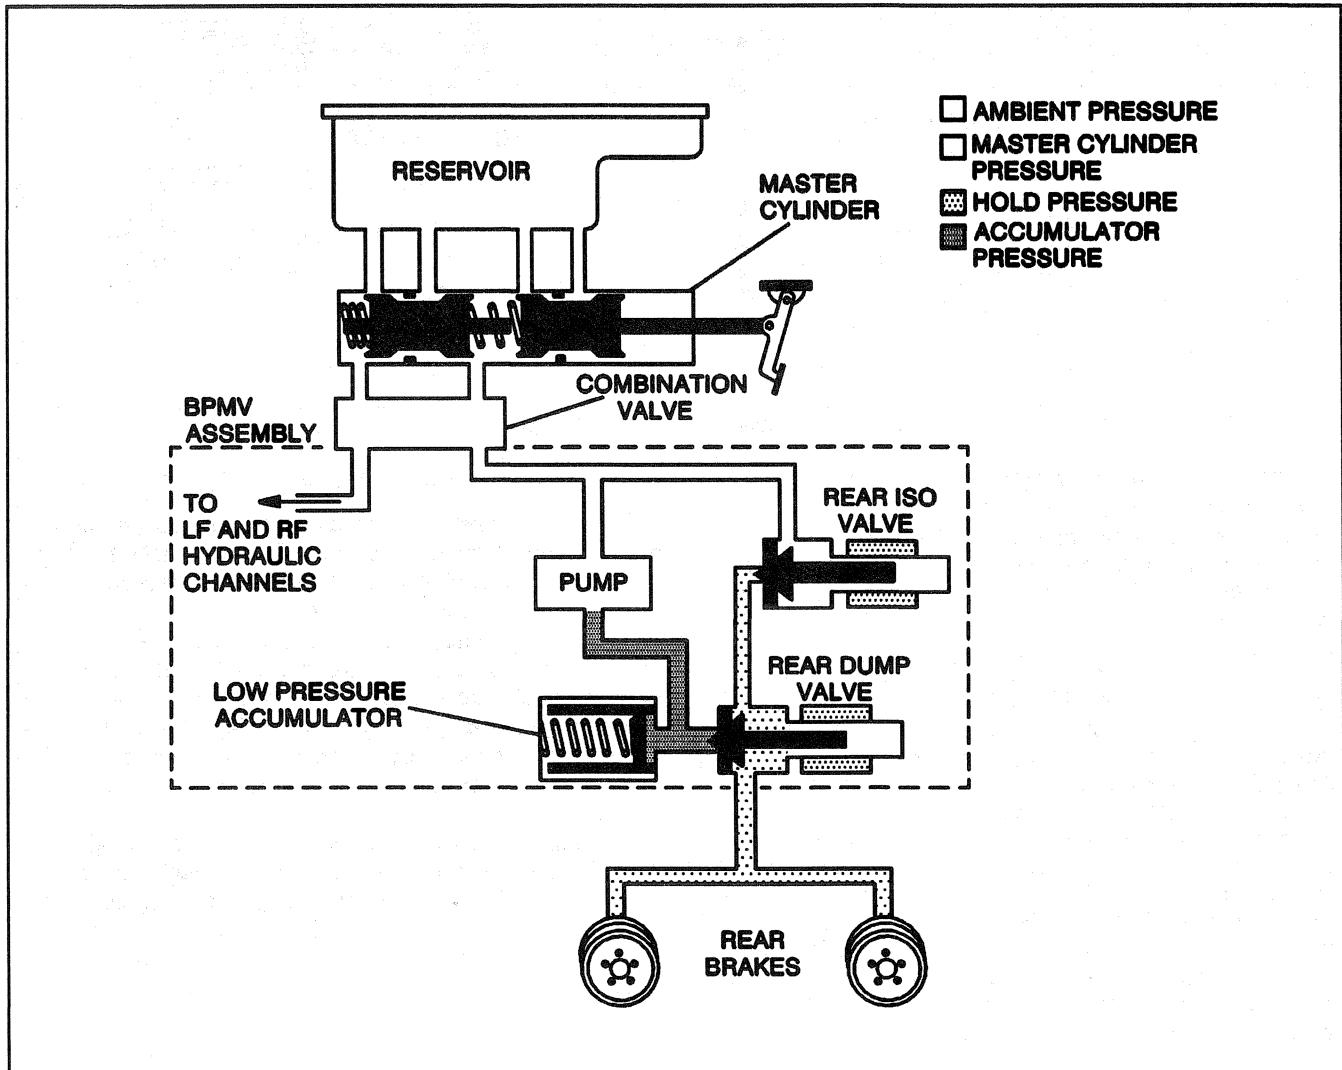 AMBIENT PRESSURE
MASTER CYLINDER
PRESSURE
HOLD PRESSURE
ACCUMULATOR
PRESSURE
RESERVOIR
MASTER
CYLINDER
COMBINATION
VALVE
BPMV
ASSEMBLY
TO
LF AND RF
HYDRAULIC
CHANNELS
REAR ISO
VALVE
PUMP
REAR DUMP
VALVE
LOW PRESSURE
ACCUMULATOR
REAR
BRAKES